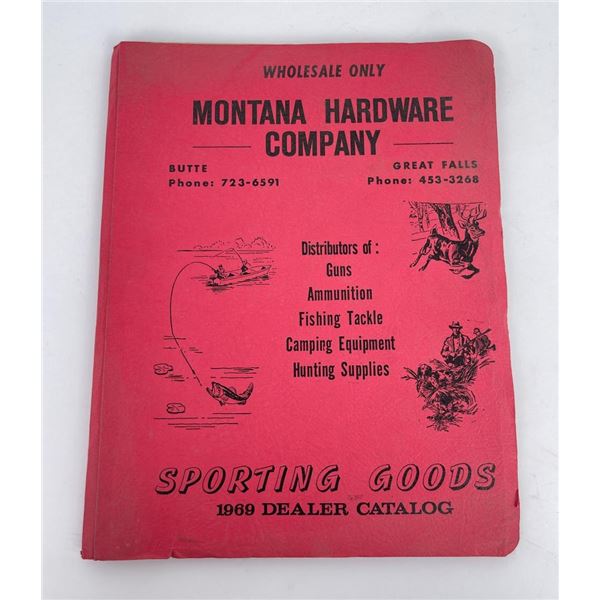 WHOLESALE ONLY
MONTANA HARDWARE
COMPANY
BUTTE
Phone: 723-6591
GREAT FALLS
Phone: 453-3268
Distributors of :
Guns
Ammunition
Fishing Tackle
Camping Equipment
Hunting Supplies
SPORTING GOODS
1969 DEALER CATALOG